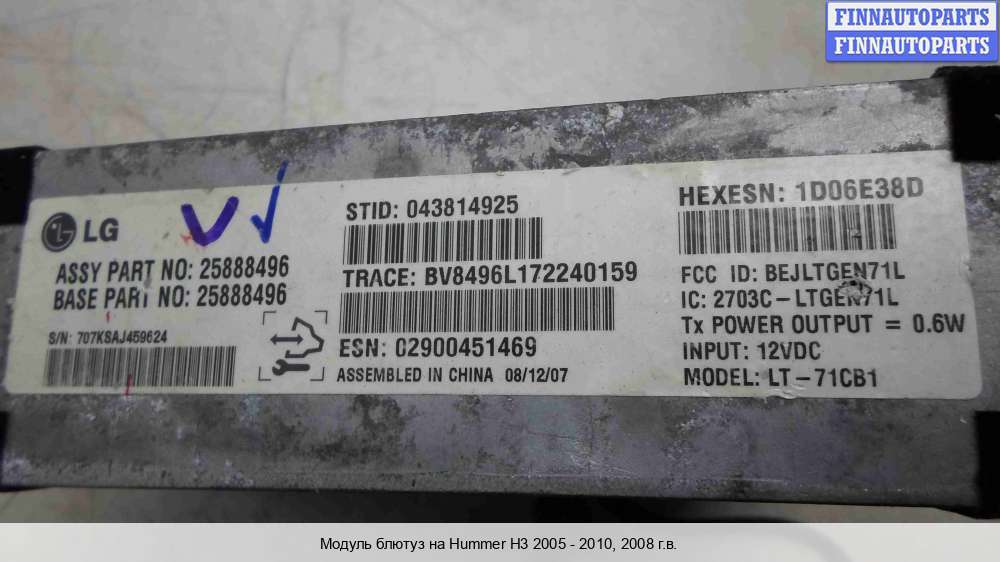 FINNAUTOPARTS
FINNAUTOPARTS
LG
ASSY PART NO: 25888496
BASE PART NO: 25888496
S/N: 707KSAJ459624
STID: 043814925
TRACE: BV8496L172240159
ESN: 02900451469
ASSEMBLED IN CHINA 08/12/07
HEXESN: 1D06E38D
FCC ID: BEJLTGEN71L
IC: 2703C-LTGEN71L
Tx POWER OUTPUT = 0.6W
INPUT: 12VDC
MODEL: LT-71CB1
Модуль блютуз на Hummer H3 2005 - 2010, 2008 г.в.